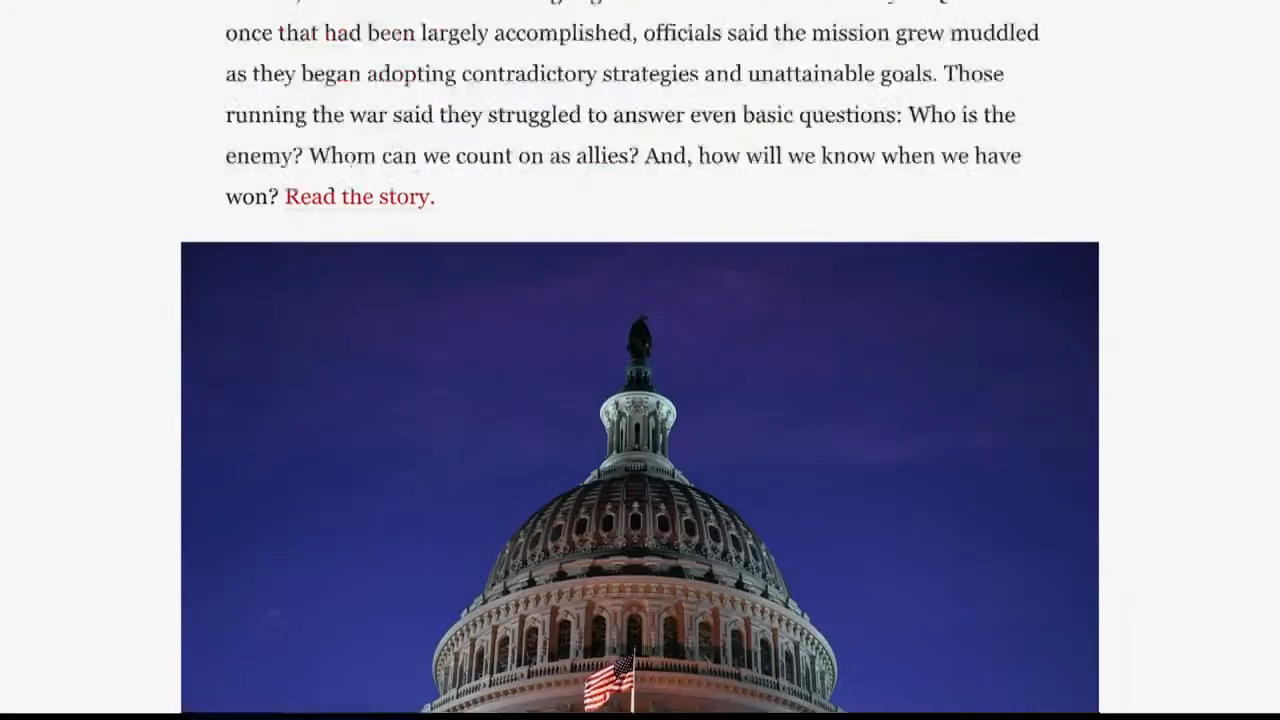 once that had been largely accomplished, officials said the mission grew muddled
as they began adopting contradictory strategies and unattainable goals. Those
running the war said they struggled to answer even basic questions: Who is the
enemy? Whom can we count on as allies? And, how will we know when we have
won? Read the story.